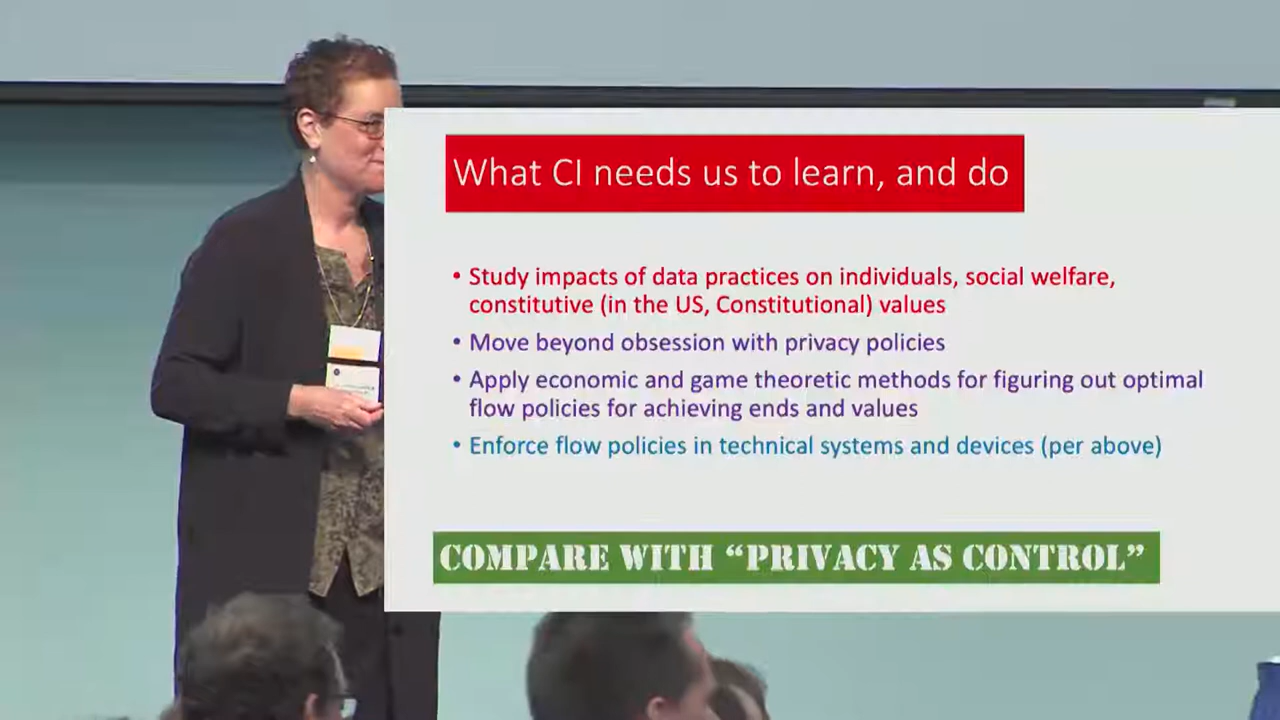 What CI needs us to learn, and do
• Study impacts of data practices on individuals, social welfare,
constitutive (in the US, Constitutional) values
• Move beyond obsession with privacy policies
• Apply economic and game theoretic methods for figuring out optimal
flow policies for achieving ends and values
• Enforce flow policies in technical systems and devices (per above)
COMPARE WITH “PRIVACY AS CONTROL”